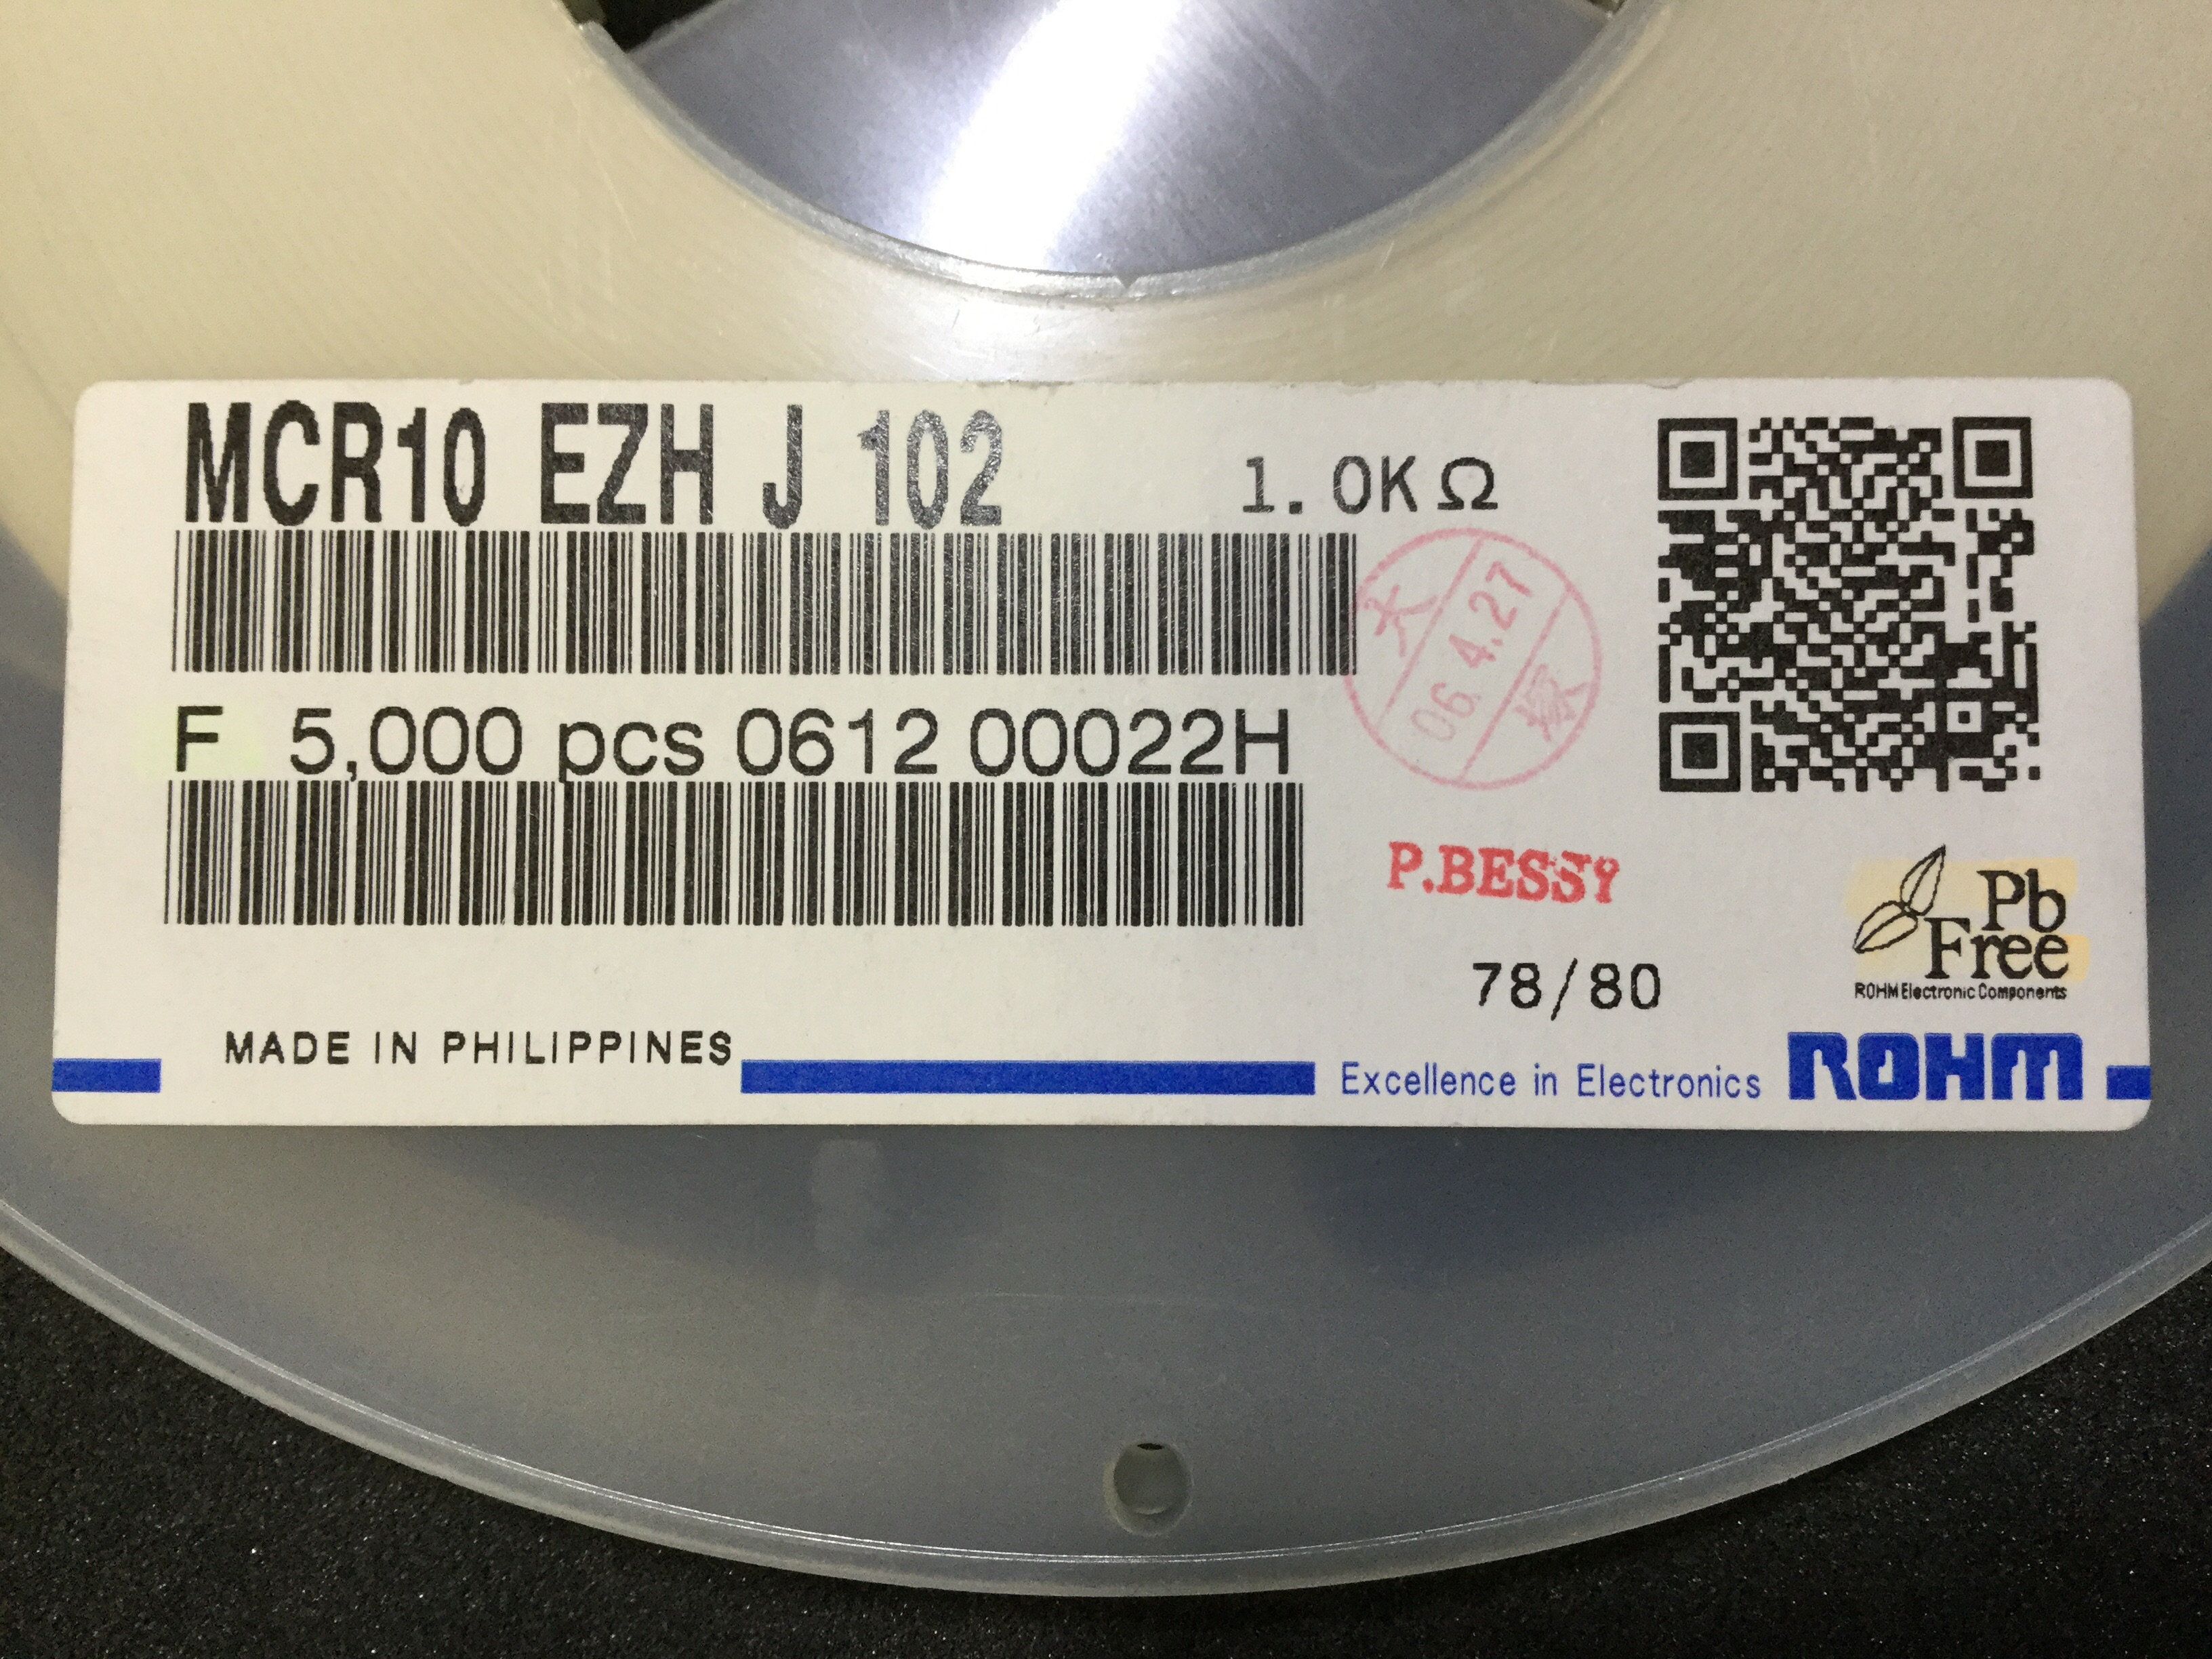 MCR10 EZH J 102
1.0KΩ
大
06.4.27
F 5,000 pcs 0612 00022H
P.BESSY
Pb
Free
ROHM Electronic Components
78/80
MADE IN PHILIPPINES
Excellence in Electronics
ROHM